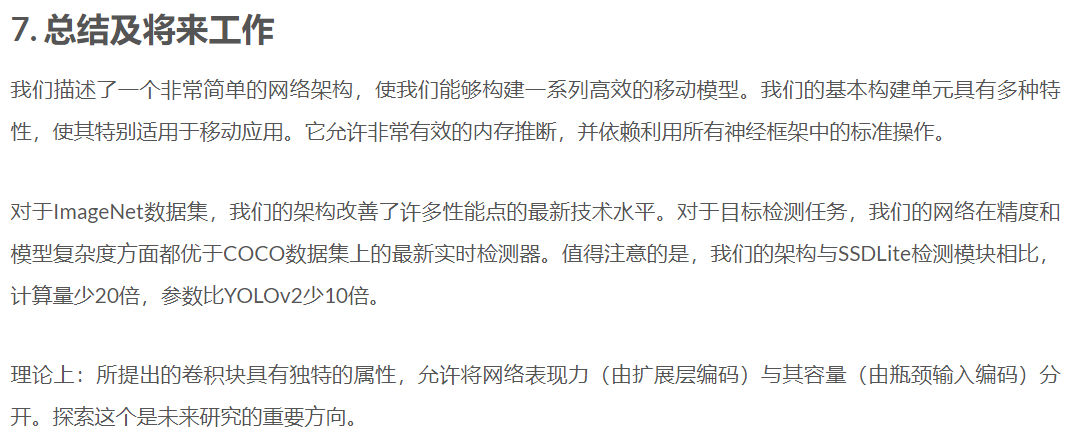 7. 总结及将来工作
我们描述了一个非常简单的网络架构，使我们能够构建一系列高效的移动模型。我们的基本构建单元具有多种特
性，使其特别适用于移动应用。它允许非常有效的内存推断，并依赖利用所有神经框架中的标准操作。
对于ImageNet数据集，我们的架构改善了许多性能点的最新技术水平。对于目标检测任务，我们的网络在精度和
模型复杂度方面都优于COCO数据集上的最新实时检测器。值得注意的是，我们的架构与SSDLite检测模块相比，
计算量少20倍，参数比YOLOv2少10倍。
理论上：所提出的卷积块具有独特的属性，允许将网络表现力（由扩展层编码）与其容量（由瓶颈输入编码）分
开。探索这个是未来研究的重要方向。